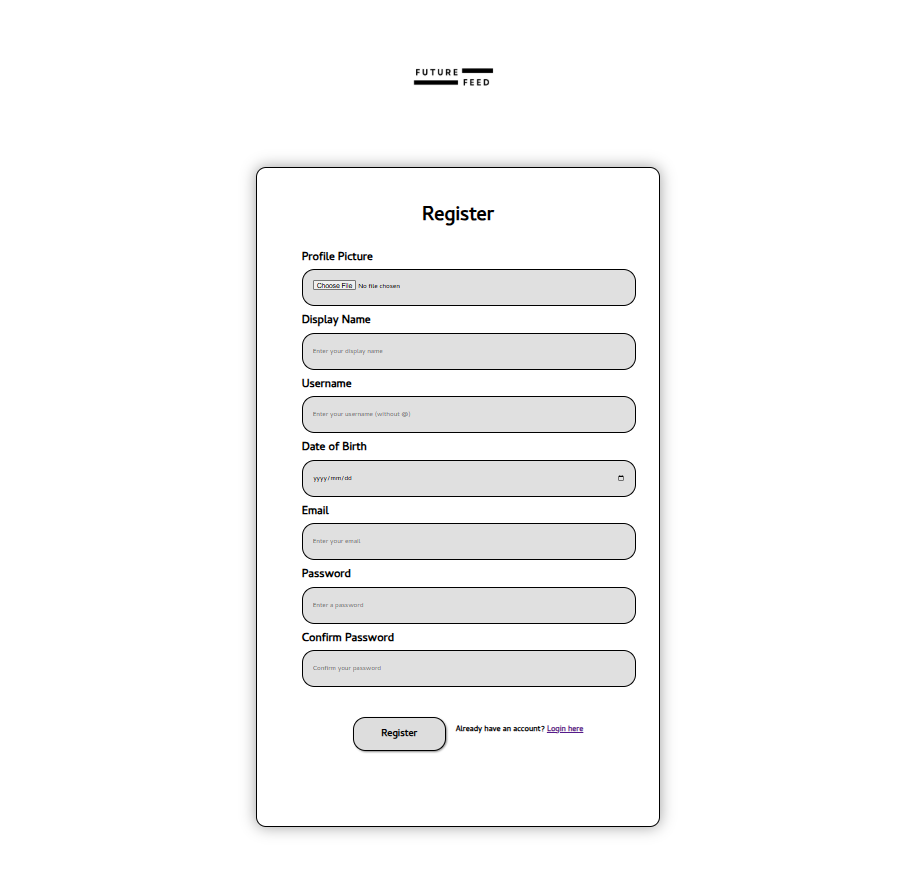 FUTURE
FEED
Register
Profile Picture
Choose File No file chosen
Display Name
Enter your display name
Username
Enter your username (without @)
Date of Birth
yyyy/mm/dd
Email
Enter your email
Password
Enter a password
Confirm Password
Confirm your password
Register
Already have an account? Login here